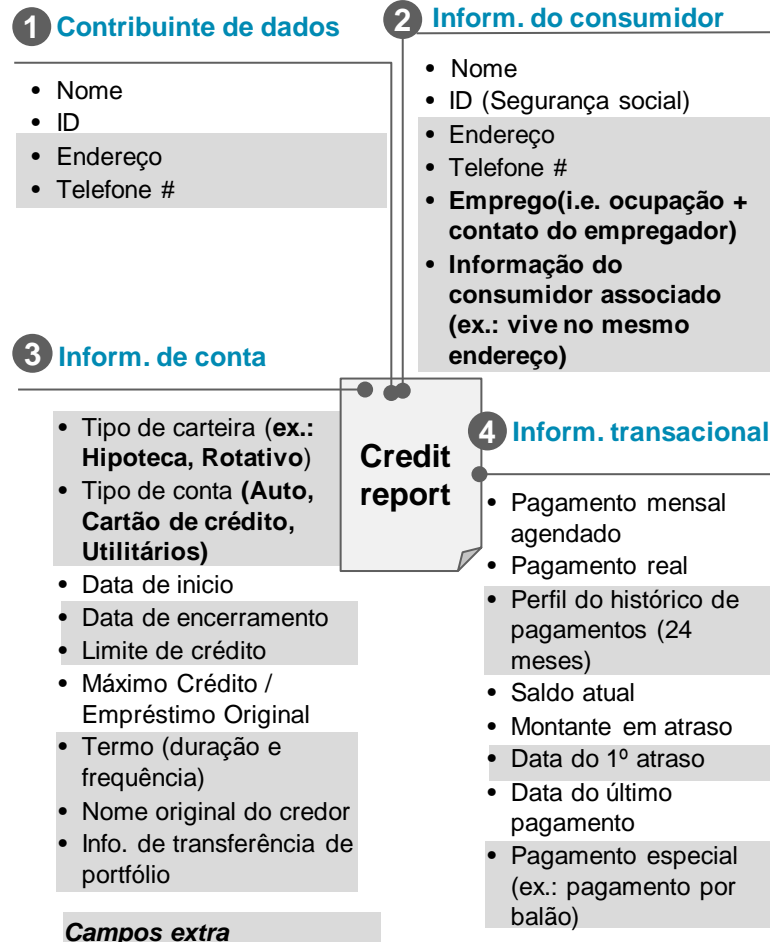 1 Contribuinte de dados
• Nome
• ID
• Endereço
• Telefone #
2 Inform. do consumidor
• Nome
• ID (Segurança social)
• Endereço
• Telefone #
• Emprego(i.e. ocupação +
contato do empregador)
• Informação do
consumidor associado
(ex.: vive no mesmo
endereço)
3 Inform. de conta
• Tipo de carteira (ex.:
Hipoteca, Rotativo)
• Tipo de conta (Auto,
Cartão de crédito,
Utilitários)
• Data de inicio
• Data de encerramento
• Limite de crédito
• Máximo Crédito /
Empréstimo Original
• Termo (duração e
frequência)
• Nome original do credor
• Info. de transferência de
portfólio
Campos extra
Credit
report
4 Inform. transacional
• Pagamento mensal
agendado
• Pagamento real
• Perfil do histórico de
pagamentos (24
meses)
• Saldo atual
• Montante em atraso
• Data do 1º atraso
• Data do último
pagamento
• Pagamento especial
(ex.: pagamento por
balão)